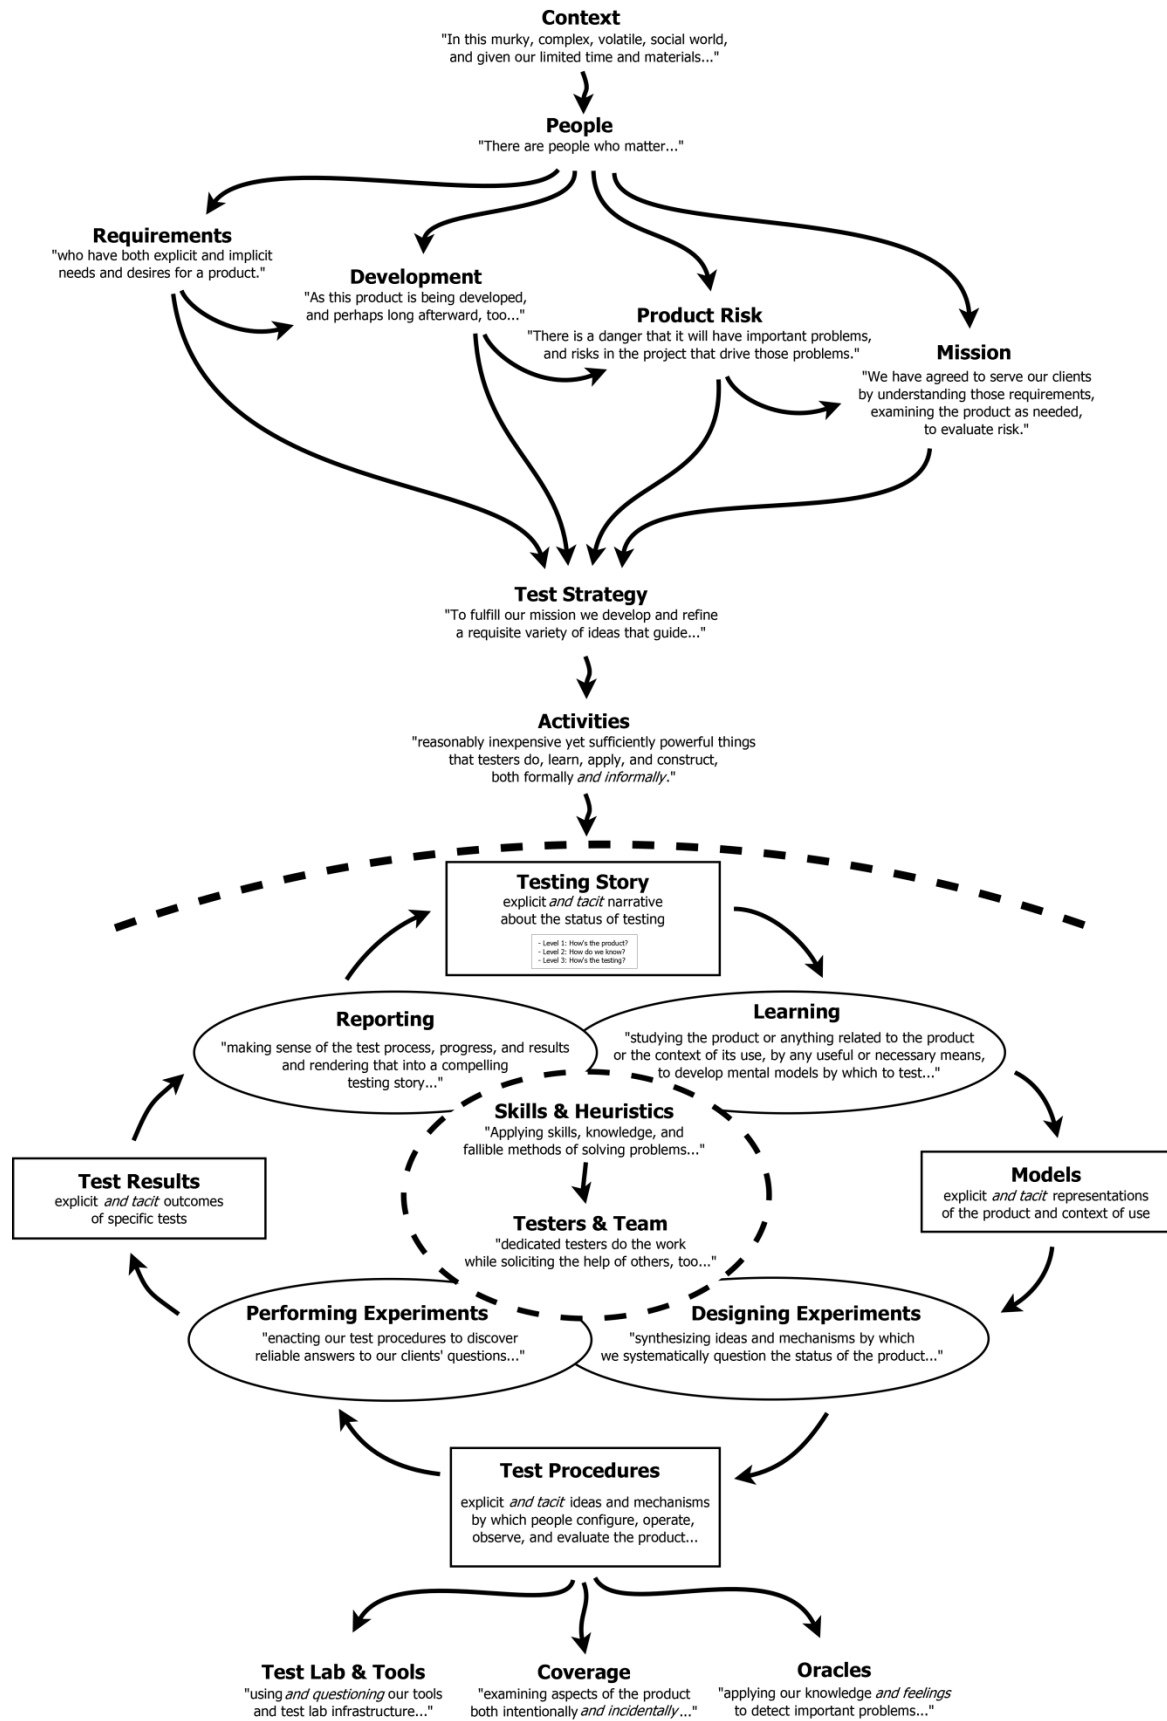 Context
"In this murky, complex, volatile, social world,
and given our limited time and materials..."
People
"There are people who matter..."
Requirements
"who have both explicit and implicit
needs and desires for a product."
Development
"As this product is being developed,
and perhaps long afterward, too..."
Product Risk
"There is a danger that it will have important problems,
and risks in the project that drive those problems."
Mission
"We have agreed to serve our clients
by understanding those requirements,
examining the product as needed,
to evaluate risk."
Test Strategy
"To fulfill our mission we develop and refine
a requisite variety of ideas that guide..."
Activities
"reasonably inexpensive yet sufficiently powerful things
that testers do, learn, apply, and construct,
both formally and informally."
Testing Story
explicit and tacit narrative
about the status of testing
- Level 1: How's the product?
- Level 2: How do we know?
- Level 3: How's the testing?
Reporting
"making sense of the test process, progress, and results
and rendering that into a compelling
testing story..."
Learning
"studying the product or anything related to the product
or the context of its use, by any useful or necessary means,
to develop mental models by which to test..."
Skills & Heuristics
"Applying skills, knowledge, and
fallible methods of solving problems..."
Test Results
explicit and tacit outcomes
of specific tests
Models
explicit and tacit representations
of the product and context of use
Testers & Team
"dedicated testers do the work
while soliciting the help of others, too..."
Performing Experiments
"enacting our test procedures to discover
reliable answers to our clients' questions..."
Designing Experiments
"synthesizing ideas and mechanisms by which
we systematically question the status of the product..."
Test Procedures
explicit and tacit ideas and mechanisms
by which people configure, operate,
observe, and evaluate the product...
Test Lab & Tools
"using and questioning our tools
and test lab infrastructure..."
Coverage
"examining aspects of the product
both intentionally and incidentally..."
Oracles
"applying our knowledge and feelings
to detect important problems..."